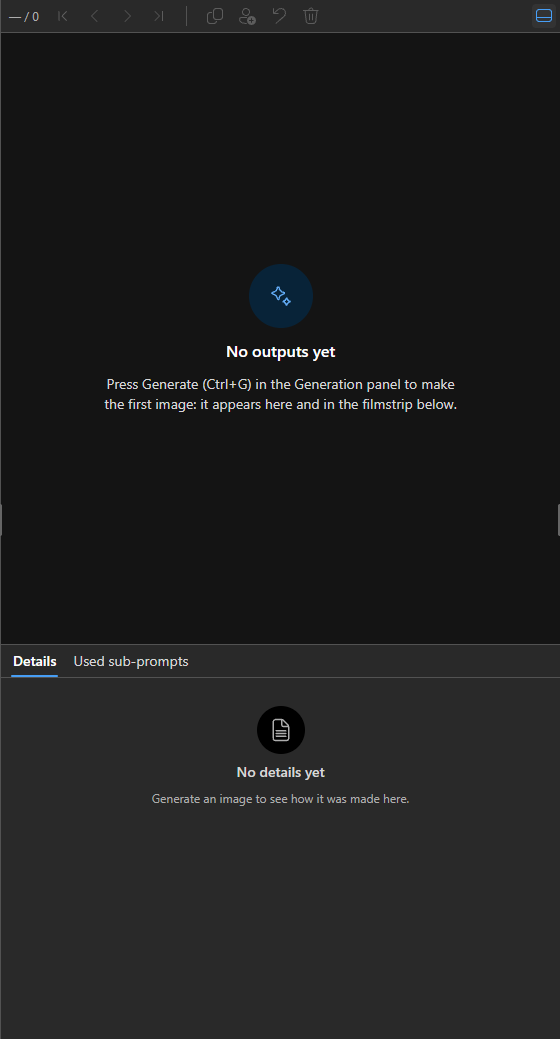 — / 0
No outputs yet
Press Generate (Ctrl+G) in the Generation panel to make
the first image: it appears here and in the filmstrip below.
Details
Used sub-prompts
No details yet
Generate an image to see how it was made here.